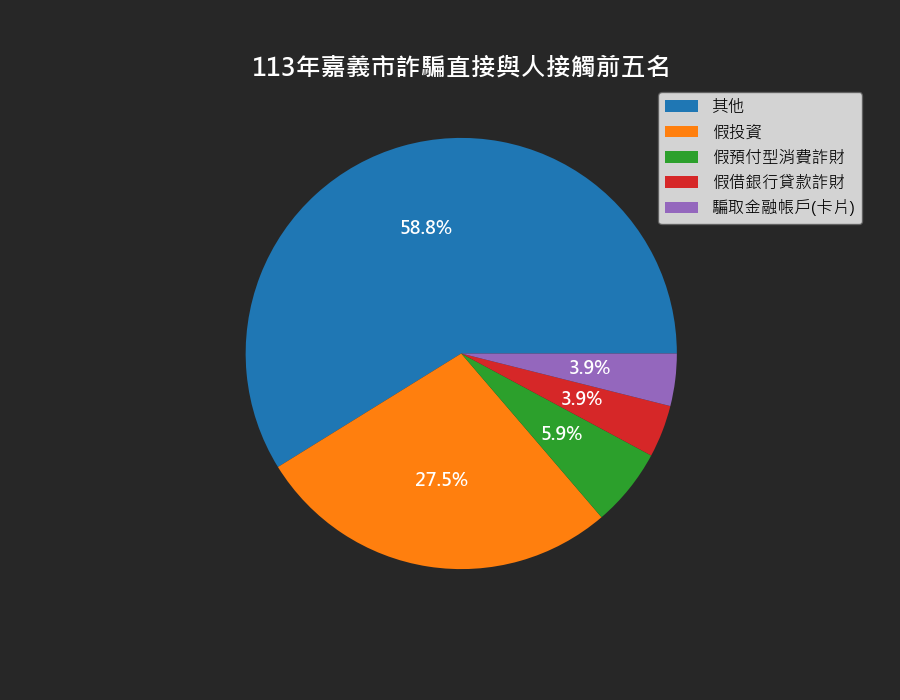 113年嘉義市詐騙直接與人接觸前五名
其他
假投資
假預付型消費詐財
假借銀行貸款詐財
騙取金融帳戶(卡片)
58.8%
3.9%
3.9%
5.9%
27.5%